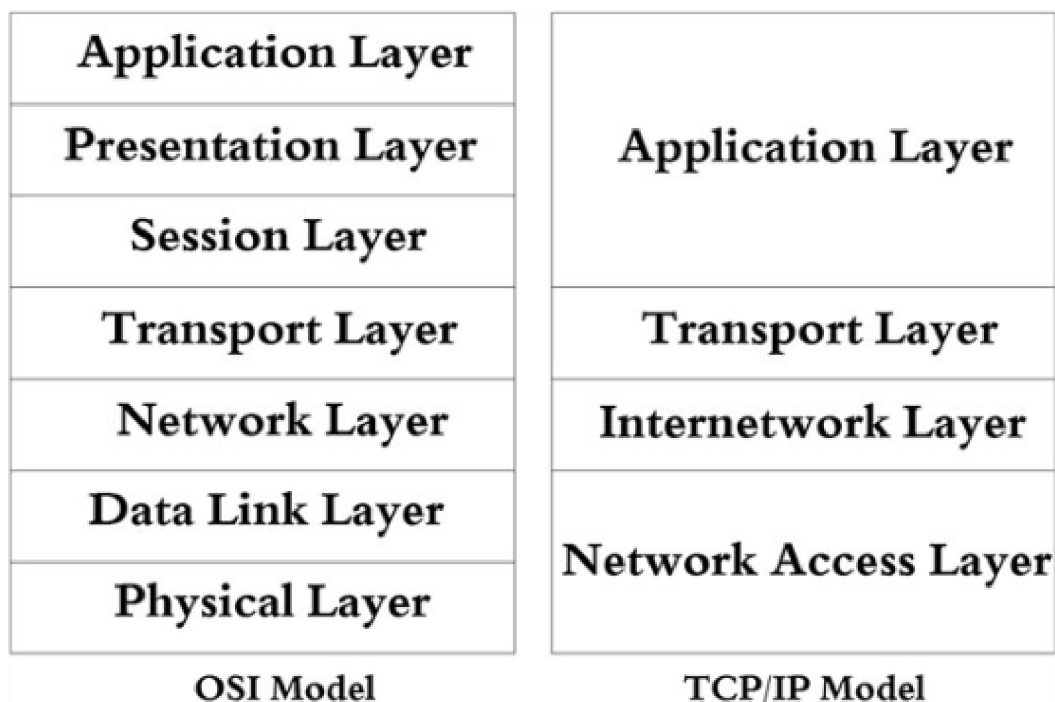 Application Layer
Presentation Layer
Session Layer
Transport Layer
Network Layer
Data Link Layer
Physical Layer
OSI Model
Application Layer
Transport Layer
Internetwork Layer
Network Access Layer
TCP/IP Model